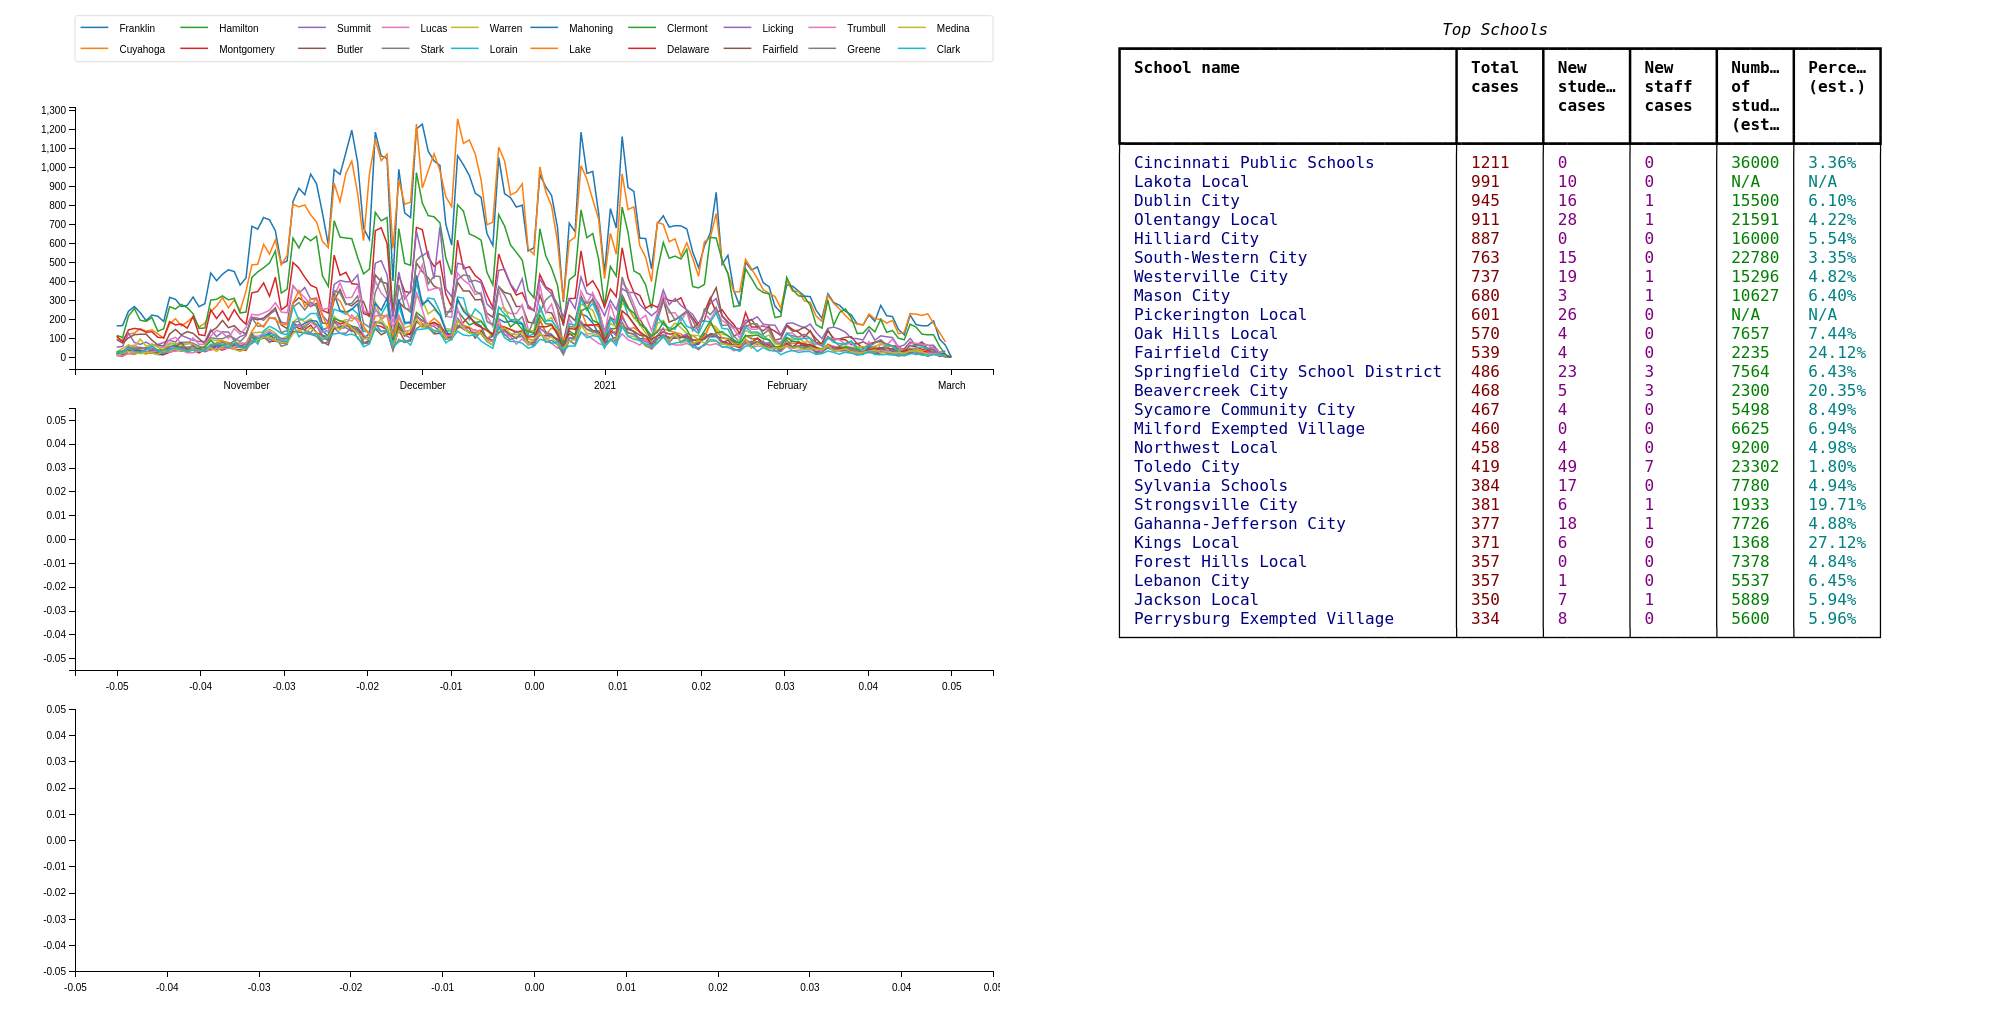 Franklin Hamilton Summit Lucas Warren Mahoning Clermont Licking Trumbull Medina
Cuyahoga Montgomery Butler Stark Lorain Lake Delaware Fairfield Greene Clark
1,300
1,200
1,100
1,000
900
800
700
600
500
400
300
200
100
0
November December 2021 February March
0.05
0.04
0.03
0.02
0.01
0.00
-0.01
-0.02
-0.03
-0.04
-0.05
-0.05 -0.04 -0.03 -0.02 -0.01 0.00 0.01 0.02 0.03 0.04 0.05
0.05
0.04
0.03
0.02
0.01
0.00
-0.01
-0.02
-0.03
-0.04
-0.05
-0.05 -0.04 -0.03 -0.02 -0.01 0.00 0.01 0.02 0.03 0.04 0.05
Top Schools
School name Total New New Numb… Perce…
cases stude… staff of (est.)
cases cases stud…
(est…
Cincinnati Public Schools 1211 0 0 36000 3.36%
Lakota Local 991 10 0 N/A N/A
Dublin City 945 16 1 15500 6.10%
Olentangy Local 911 28 1 21591 4.22%
Hilliard City 887 0 0 16000 5.54%
South-Western City 763 15 0 22780 3.35%
Westerville City 737 19 1 15296 4.82%
Mason City 680 3 1 10627 6.40%
Pickerington Local 601 26 0 N/A N/A
Oak Hills Local 570 4 0 7657 7.44%
Fairfield City 539 4 0 2235 24.12%
Springfield City School District 486 23 3 7564 6.43%
Beavercreek City 468 5 3 2300 20.35%
Sycamore Community City 467 4 0 5498 8.49%
Milford Exempted Village 460 0 0 6625 6.94%
Northwest Local 458 4 0 9200 4.98%
Toledo City 419 49 7 23302 1.80%
Sylvania Schools 384 17 0 7780 4.94%
Strongsville City 381 6 1 1933 19.71%
Gahanna-Jefferson City 377 18 1 7726 4.88%
Kings Local 371 6 0 1368 27.12%
Forest Hills Local 357 0 0 7378 4.84%
Lebanon City 357 1 0 5537 6.45%
Jackson Local 350 7 1 5889 5.94%
Perrysburg Exempted Village 334 8 0 5600 5.96%